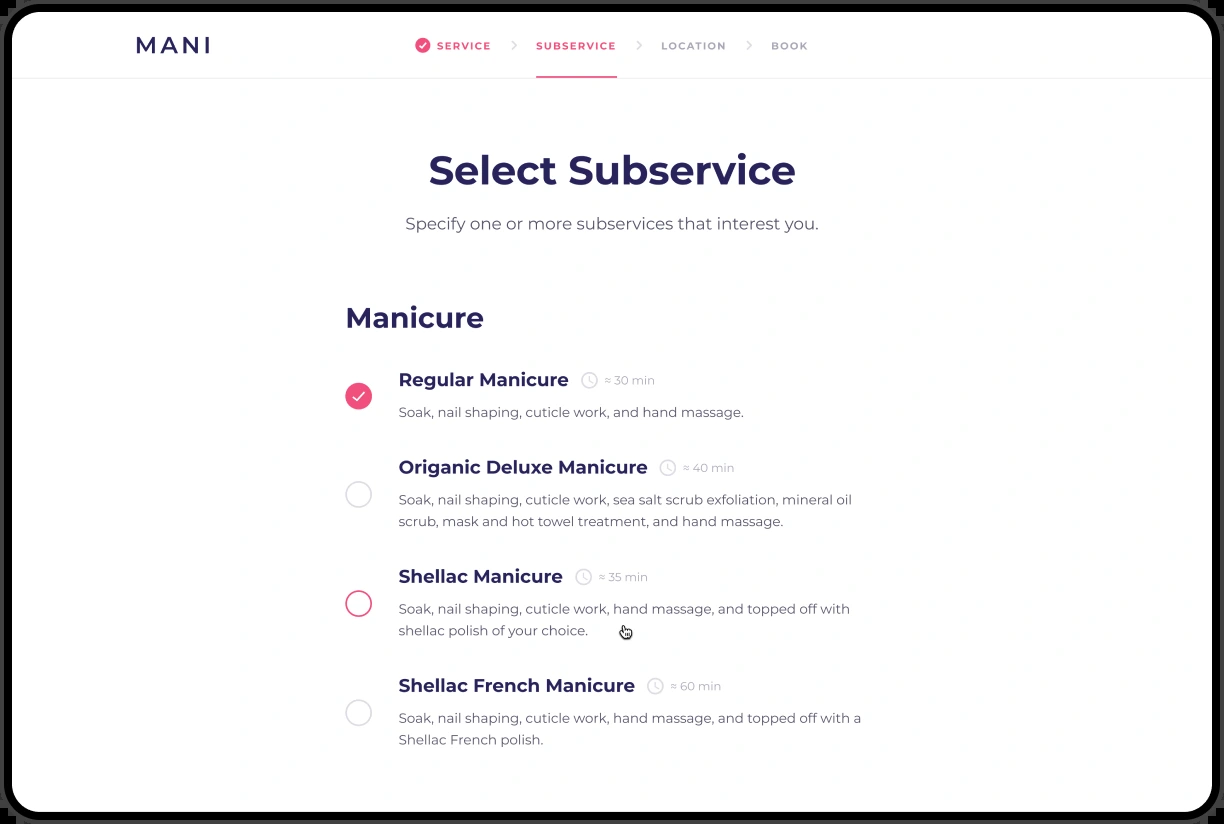 MANI
SERVICE
SUBSERVICE
LOCATION
BOOK
Select Subservice
Specify one or more subservices that interest you.
Manicure
Regular Manicure ≈ 30 min
Soak, nail shaping, cuticle work, and hand massage.
Origanic Deluxe Manicure ≈ 40 min
Soak, nail shaping, cuticle work, sea salt scrub exfoliation, mineral oil
scrub, mask and hot towel treatment, and hand massage.
Shellac Manicure ≈ 35 min
Soak, nail shaping, cuticle work, hand massage, and topped off with
shellac polish of your choice.
Shellac French Manicure ≈ 60 min
Soak, nail shaping, cuticle work, hand massage, and topped off with a
Shellac French polish.